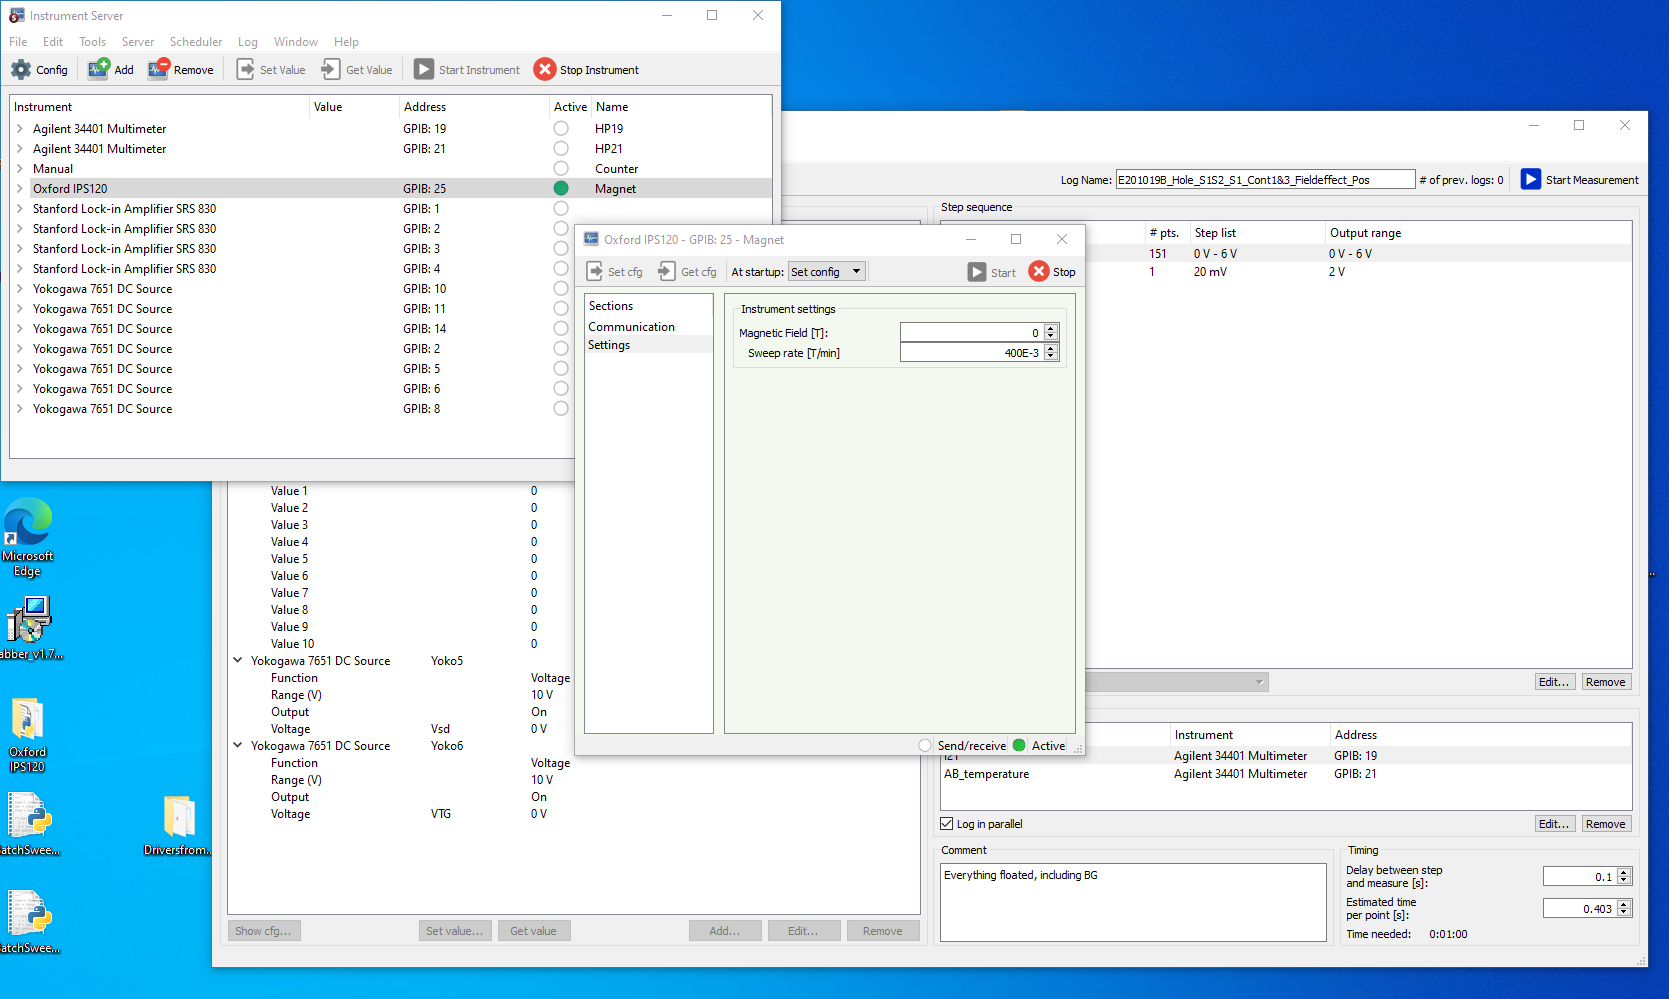 Instrument Server
File Edit Tools Server Scheduler Log Window Help
Config Add Remove Set Value Get Value Start Instrument Stop Instrument
Instrument Value Address Active Name
Agilent 34401 Multimeter GPIB: 19 HP19
Agilent 34401 Multimeter GPIB: 21 HP21
Manual Counter
Oxford IPS120 GPIB: 25 Magnet
Stanford Lock-in Amplifier SRS 830 GPIB: 1
Stanford Lock-in Amplifier SRS 830 GPIB: 2
Stanford Lock-in Amplifier SRS 830 GPIB: 3
Stanford Lock-in Amplifier SRS 830 GPIB: 4
Yokogawa 7651 DC Source GPIB: 10
Yokogawa 7651 DC Source GPIB: 11
Yokogawa 7651 DC Source GPIB: 14
Yokogawa 7651 DC Source GPIB: 2
Yokogawa 7651 DC Source GPIB: 5
Yokogawa 7651 DC Source GPIB: 6
Yokogawa 7651 DC Source GPIB: 8
Log Name: E201019B_Hole_S1S2_S1_Cont1&3_Fieldeffect_Pos # of prev. logs: 0 Start Measurement
Step sequence
# pts. Step list Output range
151 0 V - 6 V 0 V - 6 V
1 20 mV 2 V
Edit... Remove
Oxford IPS120 - GPIB: 25 - Magnet
Set cfg Get cfg At startup: Set config Start Stop
Sections
Communication
Settings
Instrument settings
Magnetic Field [T]: 0
Sweep rate [T/min] 400E-3
Send/receive Active
Value 1 0
Value 2 0
Value 3 0
Value 4 0
Value 5 0
Value 6 0
Value 7 0
Value 8 0
Value 9 0
Value 10 0
Yokogawa 7651 DC Source Yoko5
Function Voltage
Range (V) 10 V
Output On
Voltage Vsd 0 V
Yokogawa 7651 DC Source Yoko6
Function Voltage
Range (V) 10 V
Output On
Voltage VTG 0 V
Show cfg... Set value... Get value Add... Edit... Remove
Instrument Address
Agilent 34401 Multimeter GPIB: 19
AB_temperature Agilent 34401 Multimeter GPIB: 21
Log in parallel Edit... Remove
Comment
Everything floated, including BG
Timing
Delay between step
and measure [s]: 0.1
Estimated time
per point [s]: 0.403
Time needed: 0:01:00
Microsoft
Edge
abber_v1.7...
Oxford
IPS120
atchSwee...
Driversfrom...
atchSwee...